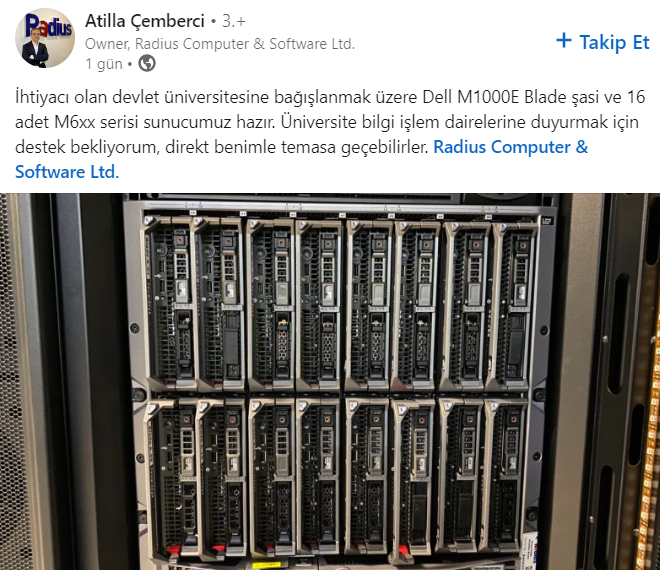 Radius
Atilla Çemberci • 3.+
Owner, Radius Computer & Software Ltd.
1 gün •
+ Takip Et
İhtiyacı olan devlet üniversitesine bağışlanmak üzere Dell M1000E Blade şasi ve 16
adet M6xx serisi sunucumuz hazır. Üniversite bilgi işlem dairelerine duyurmak için
destek bekliyorum, direkt benimle temasa geçebilirler. Radius Computer &
Software Ltd.